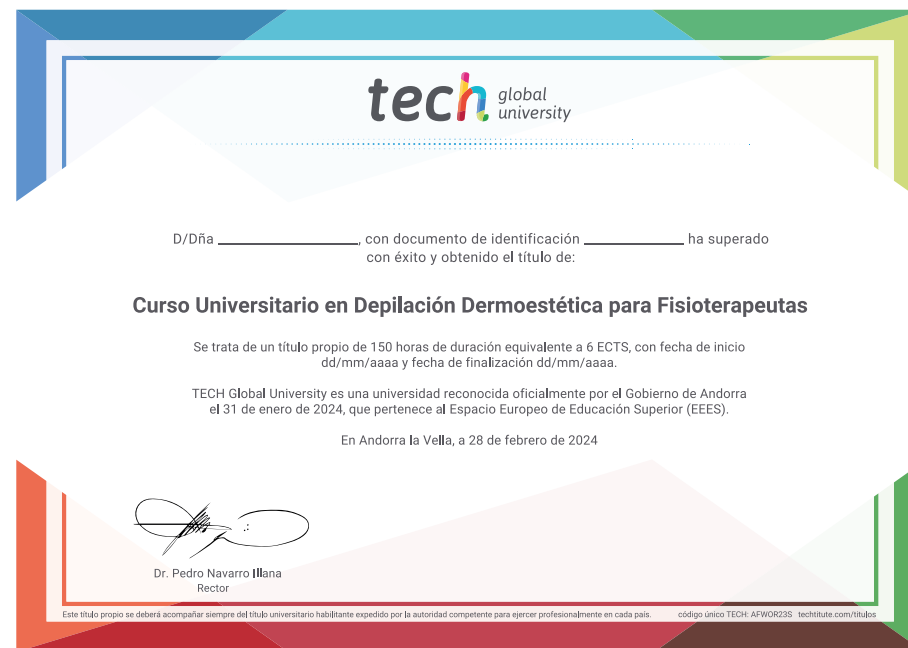 tech global university
D/Dña ______________, con documento de identificación __________ ha superado
con éxito y obtenido el título de:
Curso Universitario en Depilación Dermoestética para Fisioterapeutas
Se trata de un título propio de 150 horas de duración equivalente a 6 ECTS, con fecha de inicio
dd/mm/aaaa y fecha de finalización dd/mm/aaaa.
TECH Global University es una universidad reconocida oficialmente por el Gobierno de Andorra
el 31 de enero de 2024, que pertenece al Espacio Europeo de Educación Superior (EEES).
En Andorra la Vella, a 28 de febrero de 2024
Dr. Pedro Navarro Illana
Rector
Este título propio se deberá acompañar siempre del título universitario habilitante expedido por la autoridad competente para ejercer profesionalmente en cada país. código único TECH: AFWOR23S techtitute.com/titulos